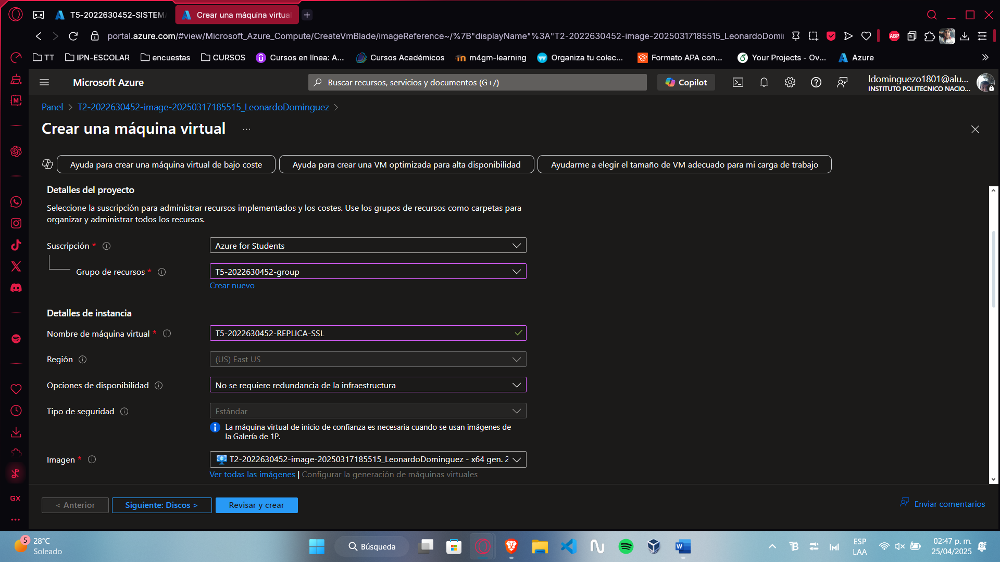 T5-2022630452-SISTEMA
Crear una máquina virtual
portal.azure.com/#view/Microsoft_Azure_Compute/CreateVmBlade/imageReference~/%7B"displayName"%3A"T2-2022630452-image-20250317185515_LeonardoDomi
ABP
TT
IPN-ESCOLAR
encuestas
CURSOS
Cursos en línea: A...
Cursos Académicos
m4gm-learning
Organiza tu colec...
Formato APA con...
Your Projects - Ov...
Azure
Microsoft Azure
Buscar recursos, servicios y documentos (G+/)
Copilot
ldominguezo1801@alu...
INSTITUTO POLITECNICO NACIO...
Panel > T2-2022630452-image-20250317185515_LeonardoDominguez >
Crear una máquina virtual ...
Ayuda para crear una máquina virtual de bajo coste
Ayuda para crear una VM optimizada para alta disponibilidad
Ayudarme a elegir el tamaño de VM adecuado para mi carga de trabajo
Detalles del proyecto
Seleccione la suscripción para administrar recursos implementados y los costes. Use los grupos de recursos como carpetas para
organizar y administrar todos los recursos.
Suscripción *
Azure for Students
Grupo de recursos *
T5-2022630452-group
Crear nuevo
Detalles de instancia
Nombre de máquina virtual *
T5-2022630452-REPLICA-SSL
Región
(US) East US
Opciones de disponibilidad
No se requiere redundancia de la infraestructura
Tipo de seguridad
Estándar
La máquina virtual de inicio de confianza es necesaria cuando se usan imágenes de
la Galería de 1P.
Imagen *
T2-2022630452-image-20250317185515_LeonardoDominguez - x64 gen. 2
Ver todas las imágenes | Configurar la generación de máquinas virtuales
< Anterior
Siguiente: Discos >
Revisar y crear
Enviar comentarios
GX
5
28°C
Soleado
Búsqueda
ESP
LAA
02:47 p. m.
25/04/2025